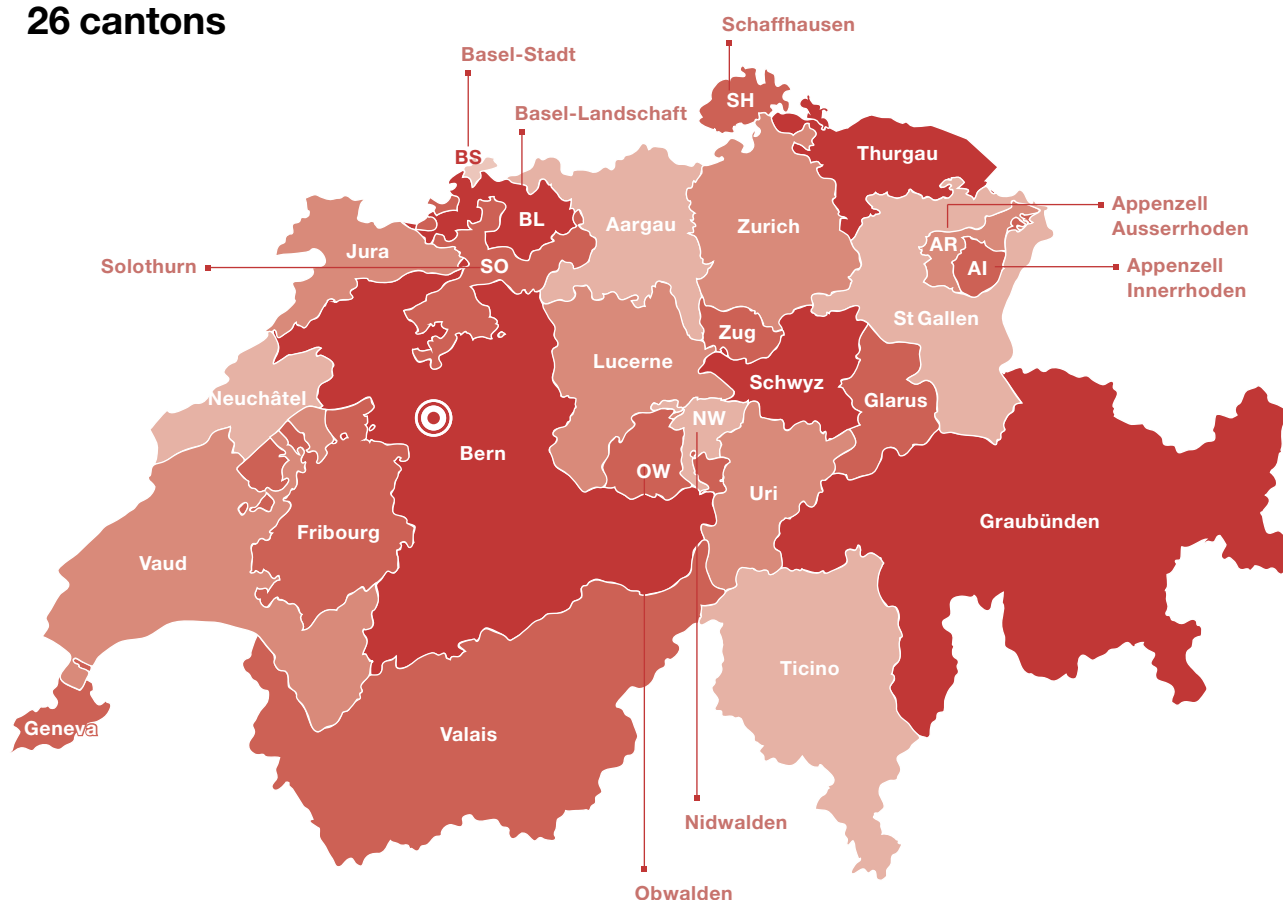 26 cantons
Schaffhausen
Basel-Stadt
Basel-Landschaft
SH
BS
Thurgau
Appenzell
Ausserrhoden
BL
Aargau
Zurich
Jura
AR
Solothurn
SO
AI
Appenzell
Innerrhoden
St Gallen
Zug
Lucerne
Schwyz
Neuchâtel
Glarus
NW
Bern
OW
Uri
Graubünden
Fribourg
Vaud
Ticino
Geneva
Valais
Nidwalden
Obwalden